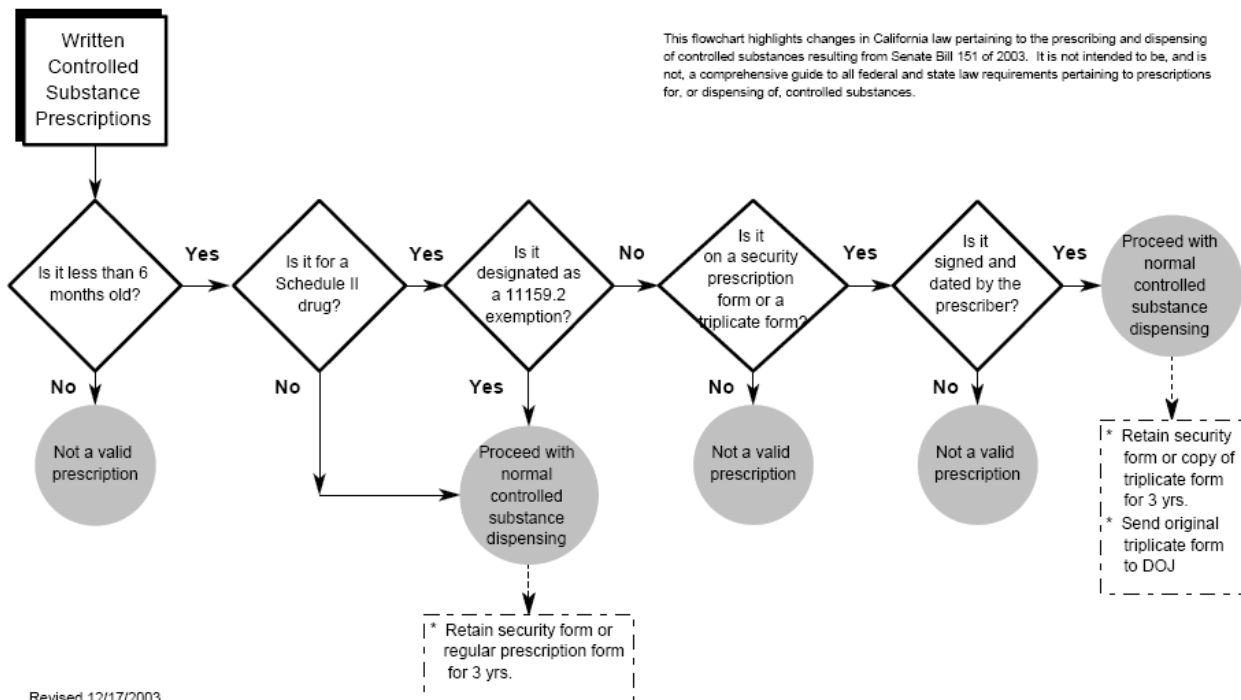 Written
Controlled
Substance
Prescriptions
This flowchart highlights changes in California law pertaining to the prescribing and dispensing
of controlled substances resulting from Senate Bill 151 of 2003. It is not intended to be, and is
not, a comprehensive guide to all federal and state law requirements pertaining to prescriptions
for, or dispensing of, controlled substances.
Is it less than 6
months old?
Yes
No
Not a valid
prescription
Is it for a
Schedule II
drug?
Yes
No
Is it
designated as
a 11159.2
exemption?
No
Yes
Proceed with
normal
controlled
substance
dispensing
* Retain security form or
regular prescription form
for 3 yrs.
Is it
on a security
prescription
form or a
triplicate form?
Yes
No
Not a valid
prescription
Is it
signed and
dated by the
prescriber?
Yes
No
Not a valid
prescription
Proceed with
normal
controlled
substance
dispensing
* Retain security
form or copy of
triplicate form
for 3 yrs.
* Send original
triplicate form
to DOJ
Revised 12/17/2003